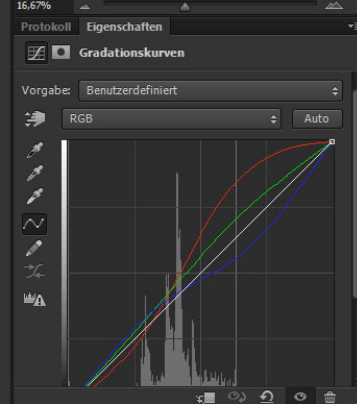 16,67%
Protokoll Eigenschaften
Gradationskurven
Vorgabe: Benutzerdefiniert
RGB Auto